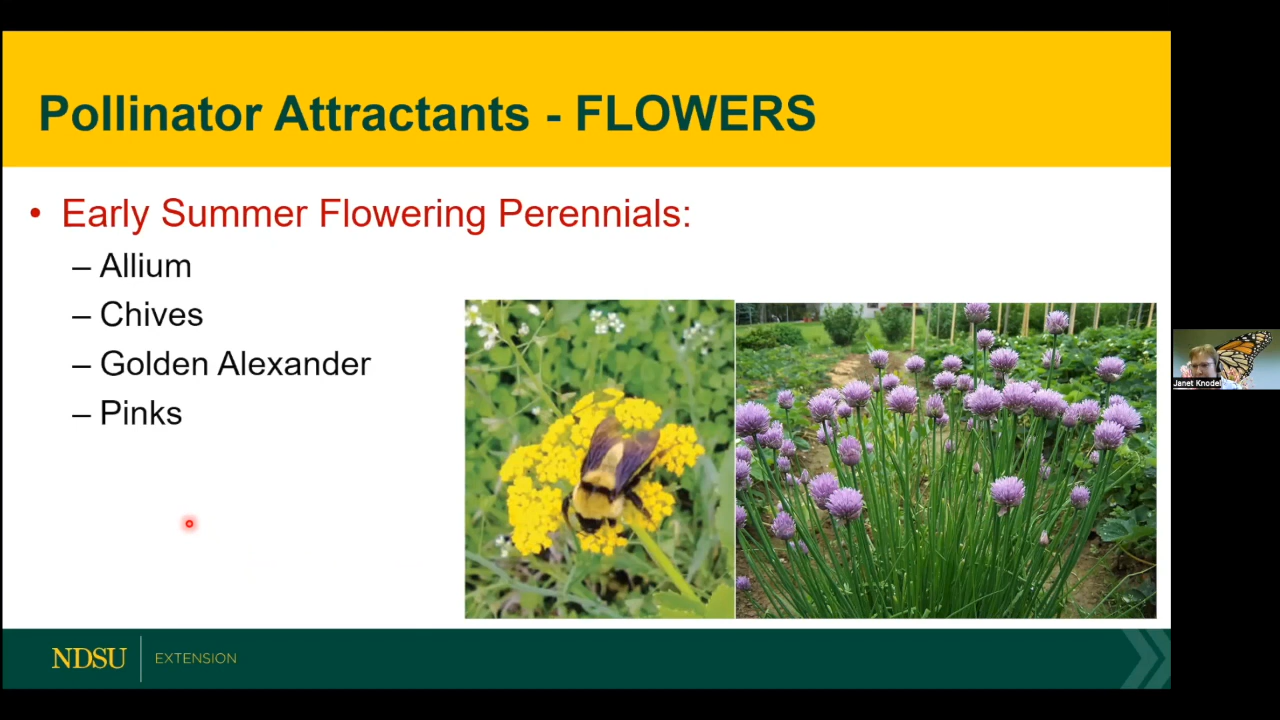 Pollinator Attractants - FLOWERS
• Early Summer Flowering Perennials:
– Allium
– Chives
– Golden Alexander
– Pinks
Janet Knodel
NDSU
EXTENSION